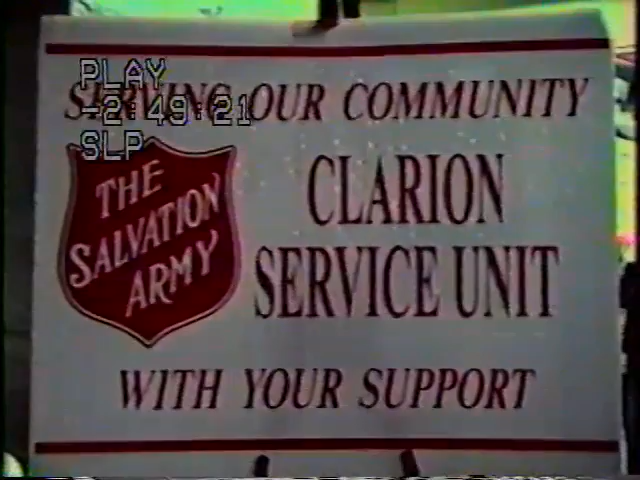 PLAY
-2:49:21
SLP
SERVING OUR COMMUNITY
THE
SALVATION
ARMY
CLARION
SERVICE UNIT
WITH YOUR SUPPORT